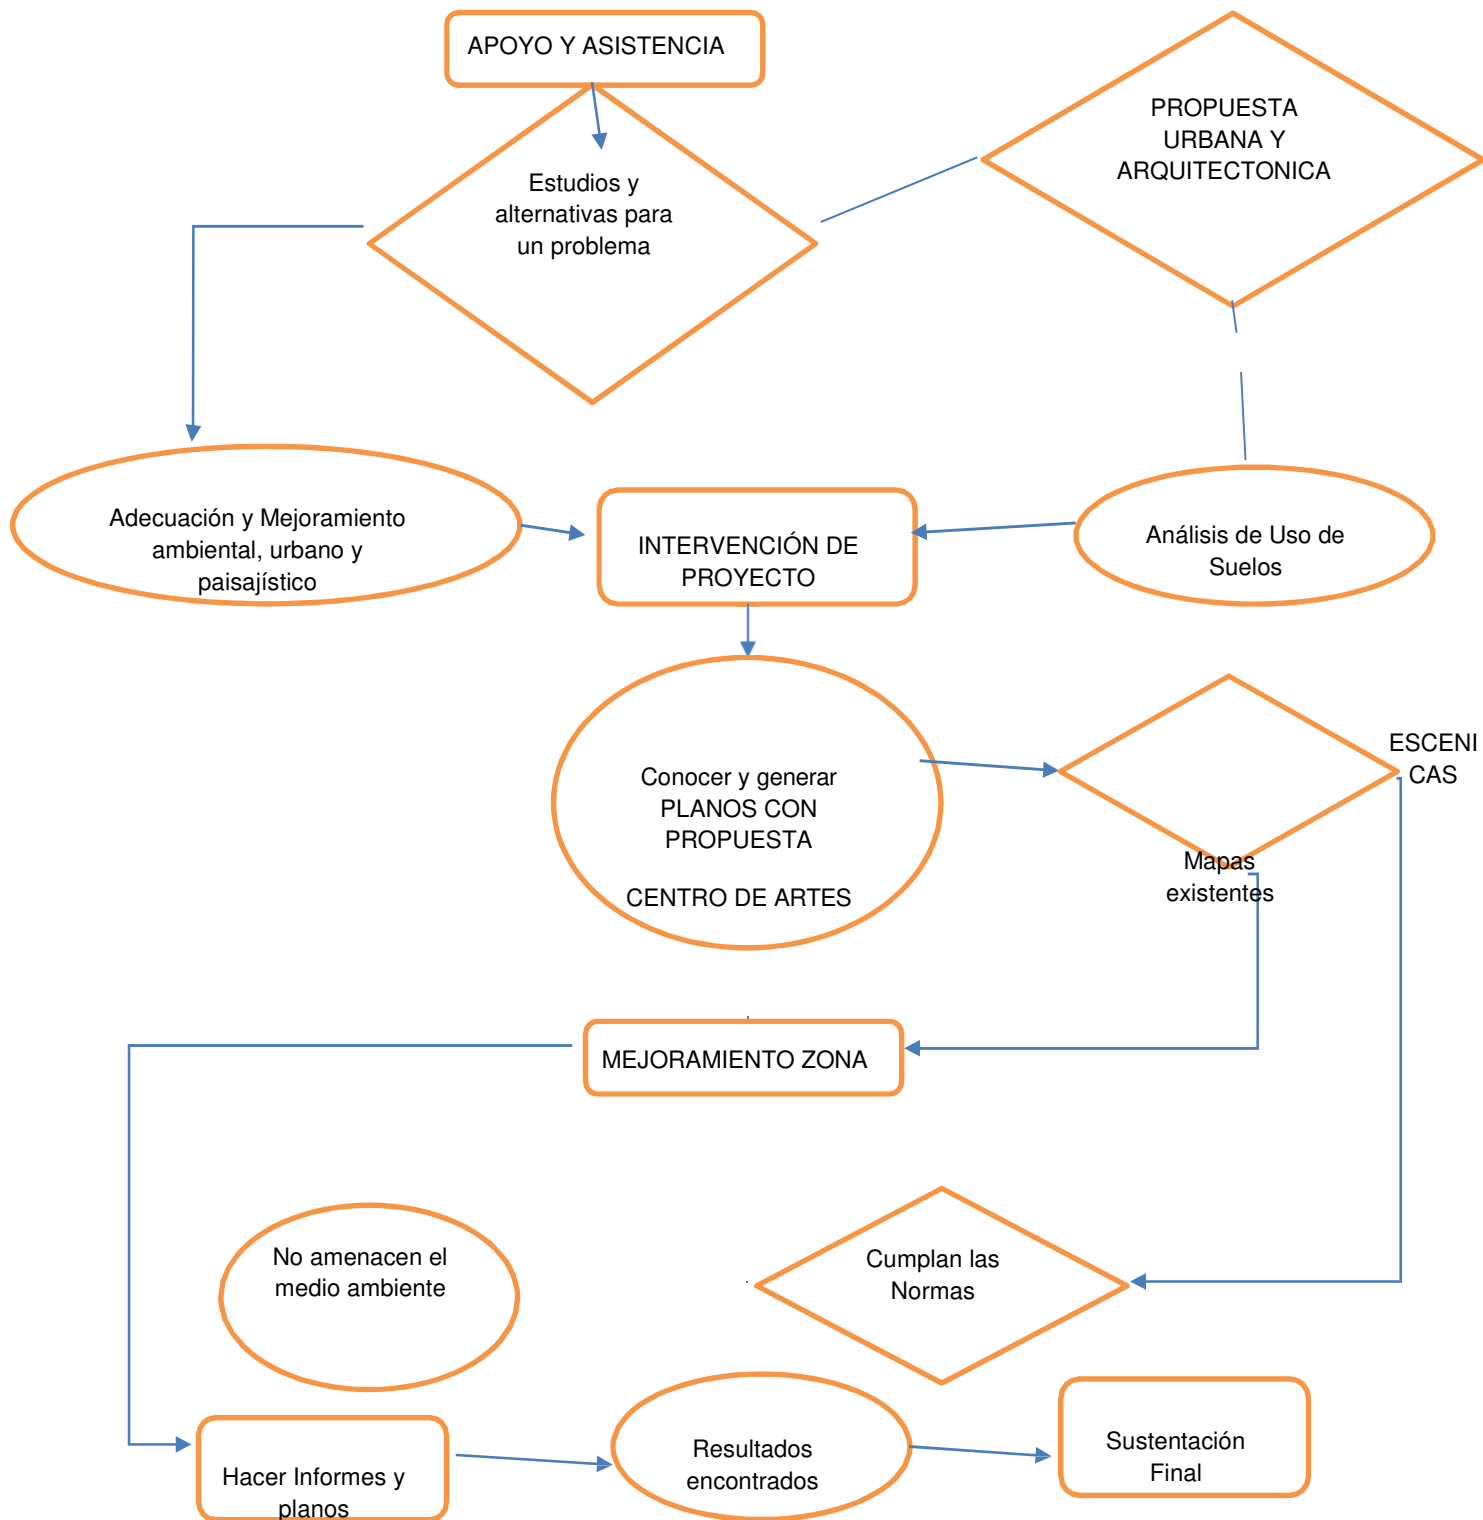 APOYO Y ASISTENCIA
PROPUESTA
URBANA Y
ARQUITECTONICA
Estudios y
alternativas para
un problema
Adecuación y Mejoramiento
ambiental, urbano y
paisajístico
INTERVENCIÓN DE
PROYECTO
Análisis de Uso de
Suelos
Conocer y generar
PLANOS CON
PROPUESTA
CENTRO DE ARTES
ESCENI
CAS
Mapas
existentes
MEJORAMIENTO ZONA
No amenacen el
medio ambiente
Cumplan las
Normas
Hacer Informes y
planos
Resultados
encontrados
Sustentación
Final